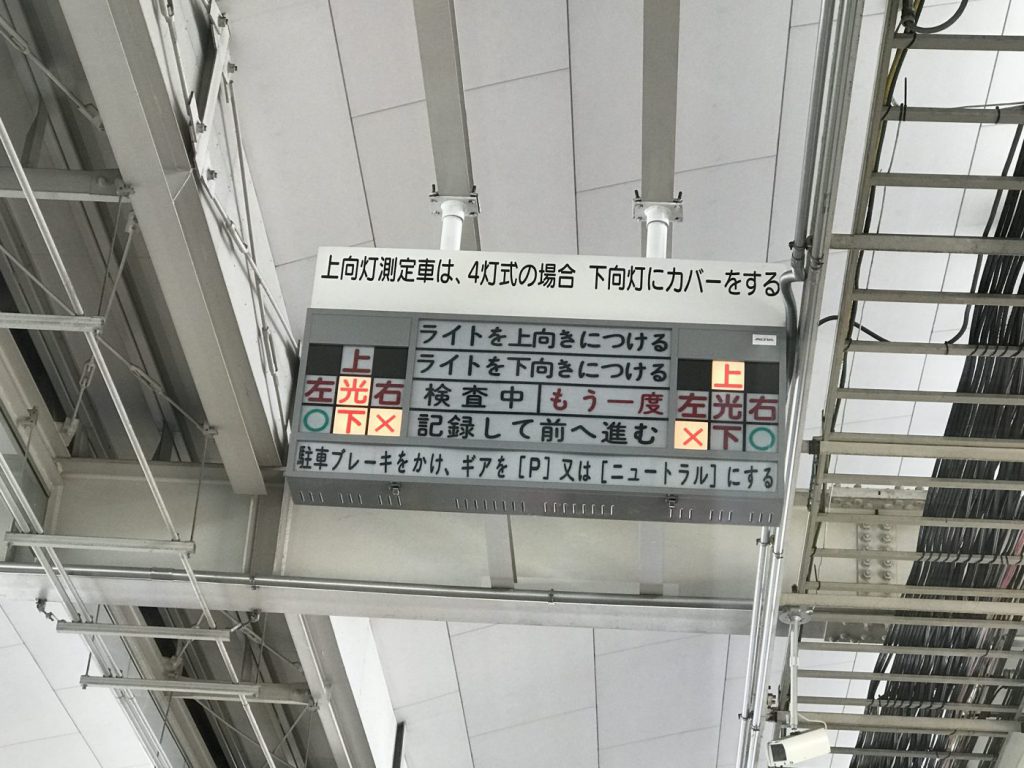 上向灯測定車は、4灯式の場合 下向灯にカバーをする
上
左 光 右
○ 下 ×
ライトを上向きにつける
ライトを下向きにつける
検査中 もう一度
記録して前へ進む
上
左 光 右
× 下 ○
駐車ブレーキをかけ、ギアを[P]又は[ニュートラル]にする